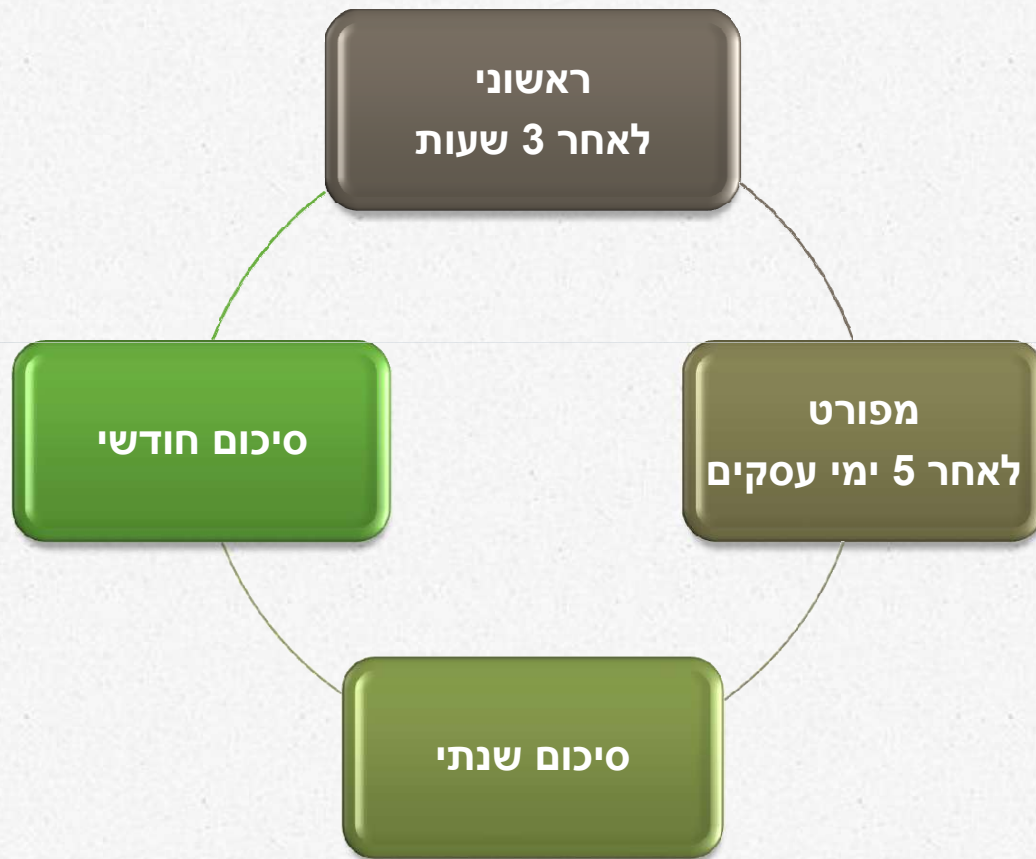 ראשוני
לאחר 3 שעות
מפורט
לאחר 5 ימי עסקים
סיכום שנתי
סיכום חודשי